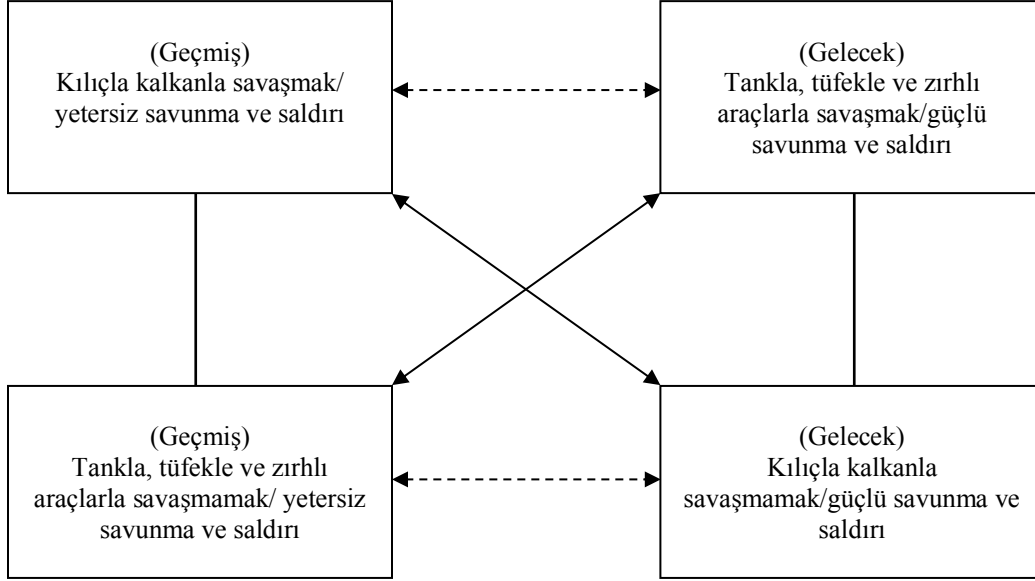 (Geçmiş)
Kılıçla kalkanla savaşmak/
yetersiz savunma ve saldırı
(Gelecek)
Tankla, tüfekle ve zırhlı
araçlarla savaşmak/güçlü
savunma ve saldırı
(Geçmiş)
Tankla, tüfekle ve zırhlı
araçlarla savaşmamak/ yetersiz
savunma ve saldırı
(Gelecek)
Kılıçla kalkanla
savaşmamak/güçlü savunma ve
saldırı